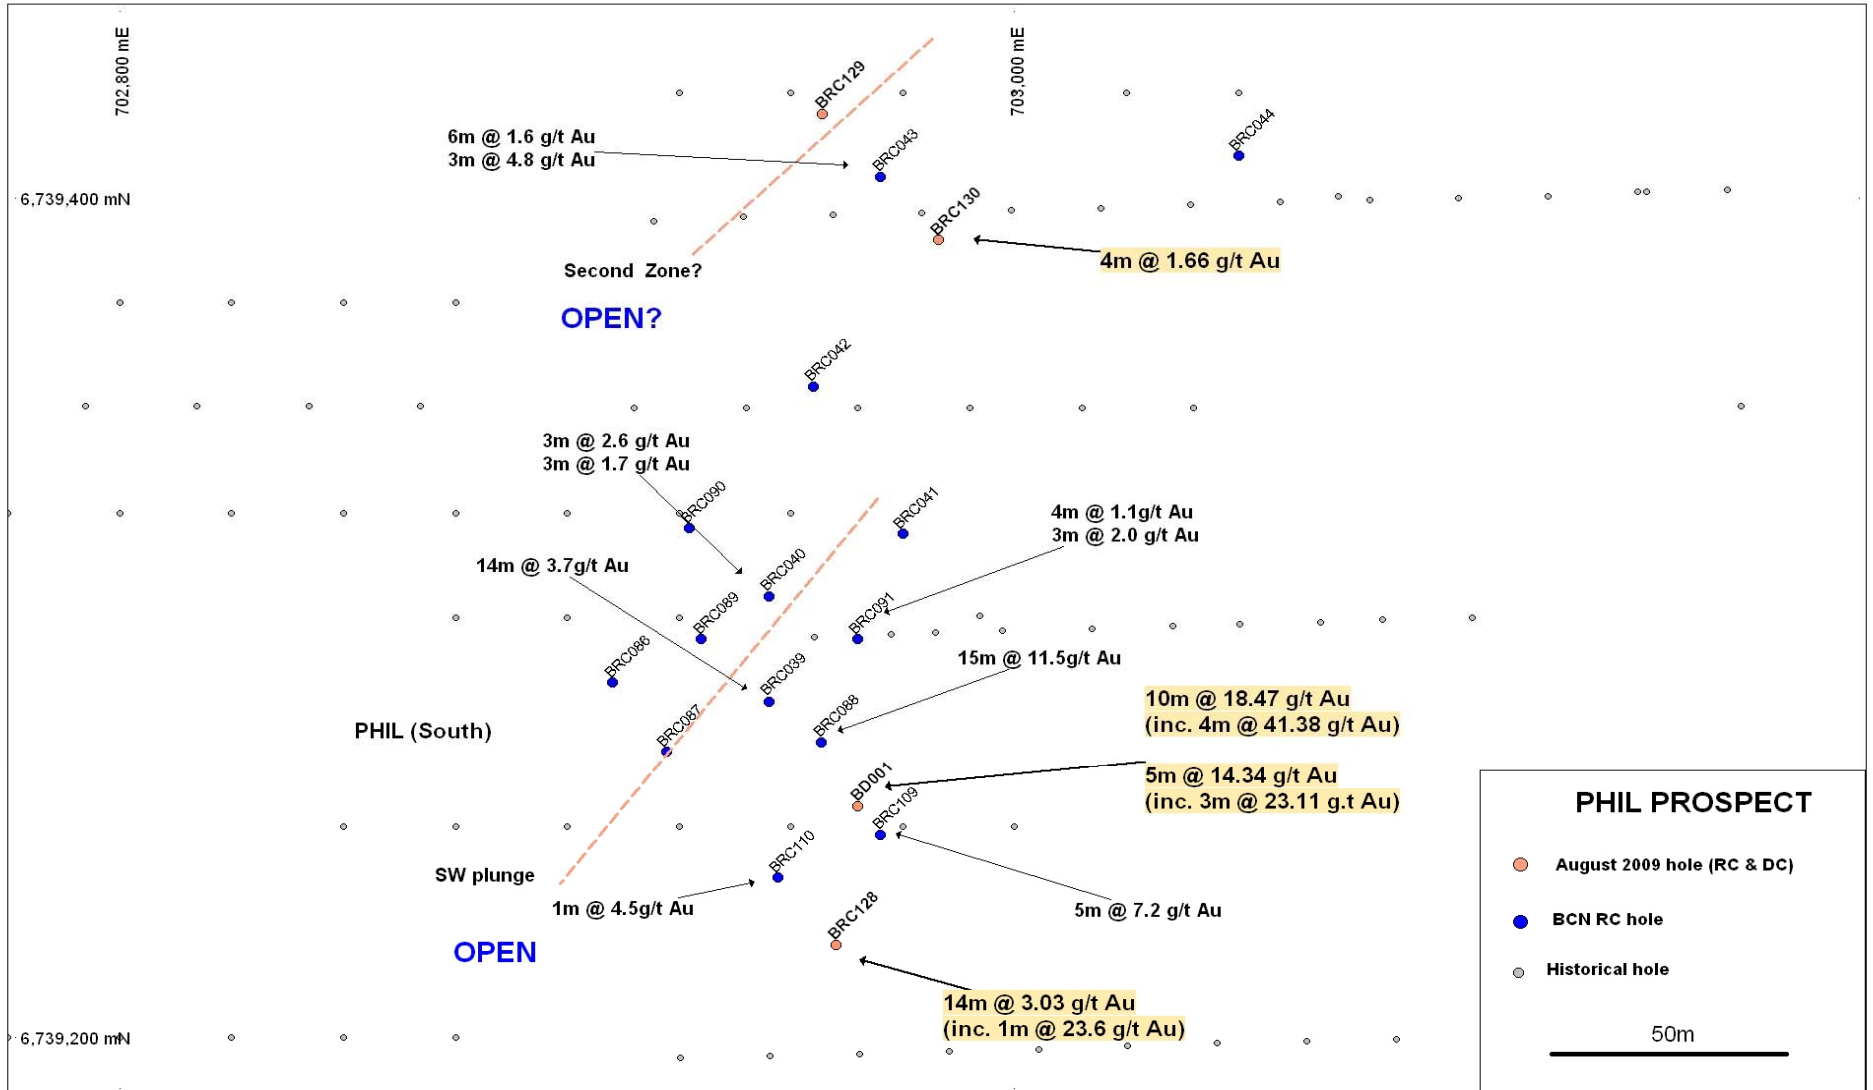 702,800 mE
703,000 mE
BRC129
6m @ 1.6 g/t Au
3m @ 4.8 g/t Au
BRC043
BRC044
6,739,400 mN
BRC130
4m @ 1.66 g/t Au
Second Zone?
OPEN?
BRC042
3m @ 2.6 g/t Au
3m @ 1.7 g/t Au
BRC090
BRC041
4m @ 1.1g/t Au
3m @ 2.0 g/t Au
14m @ 3.7g/t Au
BRC040
BRC089
BRC091
BRC086
15m @ 11.5g/t Au
BRC039
10m @ 18.47 g/t Au
(inc. 4m @ 41.38 g/t Au)
PHIL (South)
BRC087
BRC088
5m @ 14.34 g/t Au
(inc. 3m @ 23.11 g.t Au)
BD001
BRC109
BRC110
SW plunge
1m @ 4.5g/t Au
5m @ 7.2 g/t Au
BRC128
OPEN
14m @ 3.03 g/t Au
(inc. 1m @ 23.6 g/t Au)
6,739,200 mN
PHIL PROSPECT
August 2009 hole (RC & DC)
BCN RC hole
Historical hole
50m